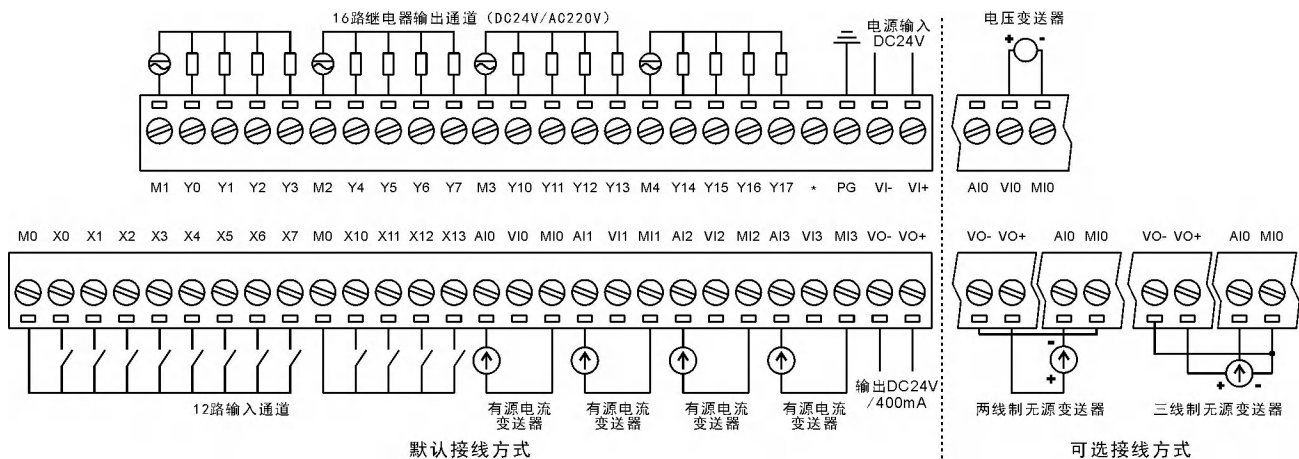 16路继电器输出通道(DC24V/AC220V)
电源输入
DC24V
电压变送器
+ -
M1 Y0 Y1 Y2 Y3 M2 Y4 Y5 Y6 Y7 M3 Y10 Y11 Y12 Y13 M4 Y14 Y15 Y16 Y17 * PG VI- VI+
AI0 VI0 MI0
M0 X0 X1 X2 X3 X4 X5 X6 X7 M0 X10 X11 X12 X13 AI0 VI0 MI0 AI1 VI1 MI1 AI2 VI2 MI2 AI3 VI3 MI3 VO- VO+
VO- VO+ AI0 MI0
VO- VO+ AI0 MI0
-
+
+ -
12路输入通道
有源电流
变送器
有源电流
变送器
有源电流
变送器
有源电流
变送器
输出DC24V
/400mA
两线制无源变送器
三线制无源变送器
默认接线方式
可选接线方式